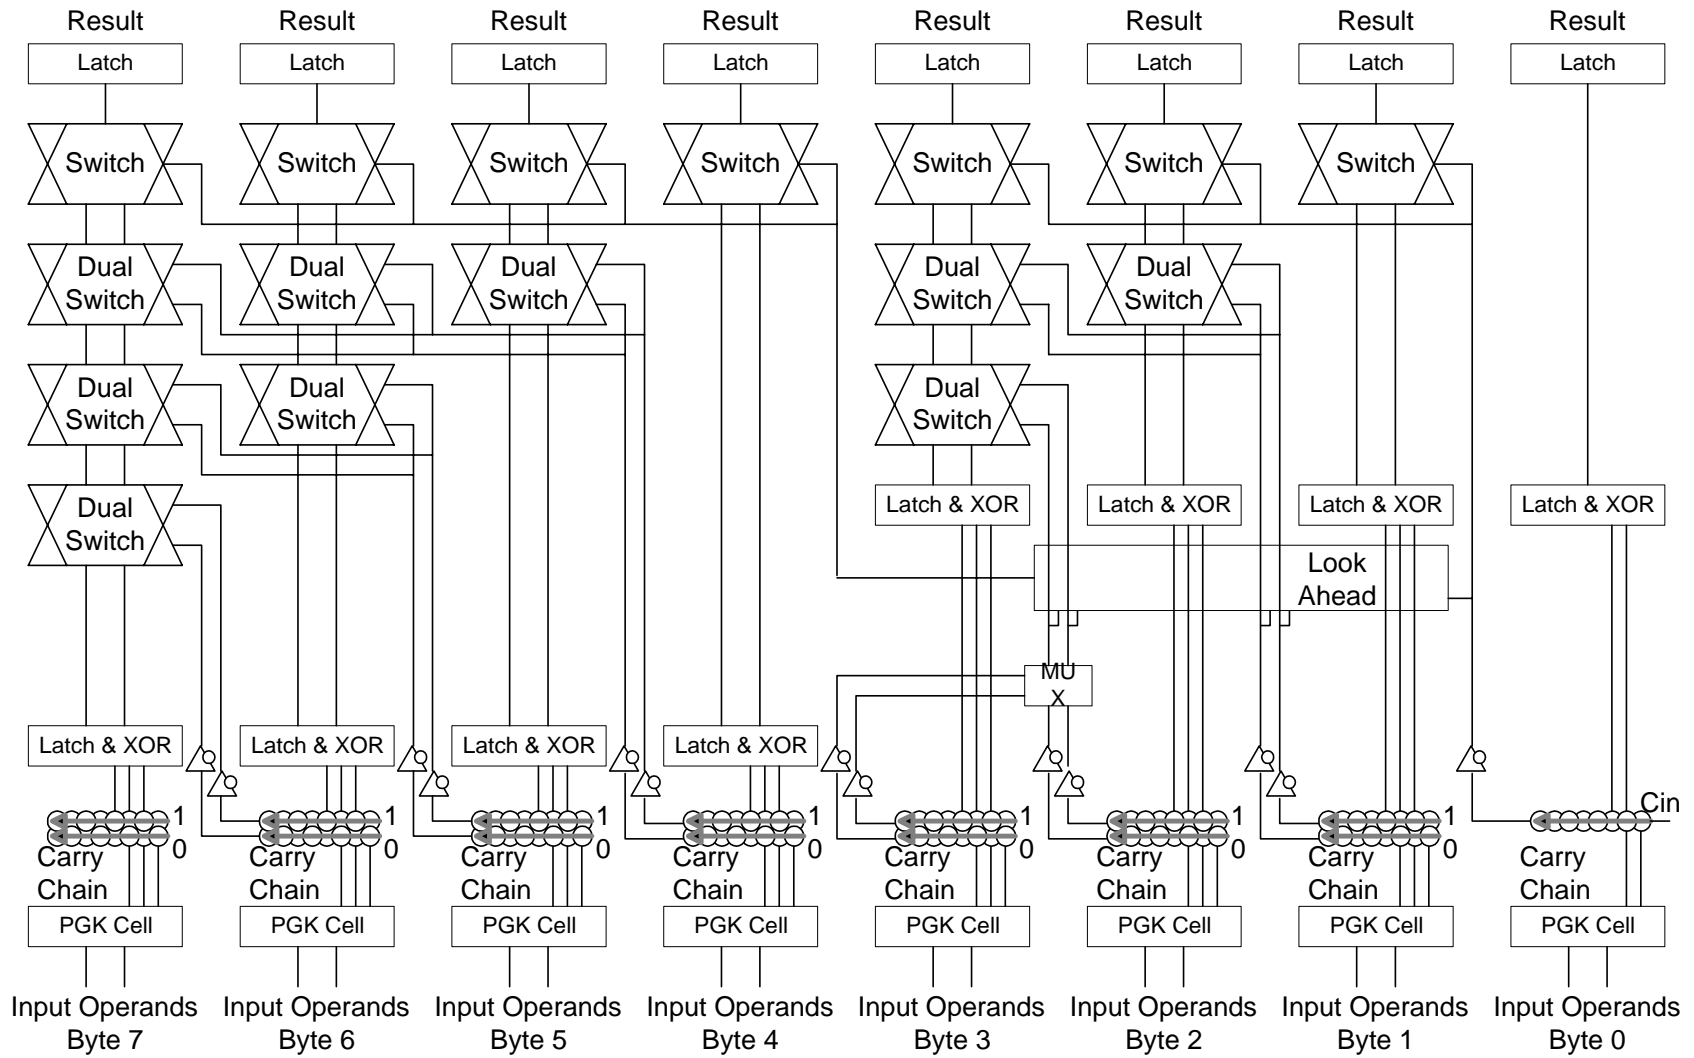 Result Result Result Result Result Result Result Result
Latch Latch Latch Latch Latch Latch Latch Latch
Switch Switch Switch Switch Switch Switch Switch
Dual Dual Dual Dual Dual
Switch Switch Switch Switch Switch
Dual Dual Dual
Switch Switch Switch
Latch & XOR Latch & XOR Latch & XOR Latch & XOR
Dual
Switch
Look
Ahead
MU
X
Latch & XOR Latch & XOR Latch & XOR Latch & XOR
Cin
1 1 1 1 1 1 1
0 0 0 0 0 0 0
Carry Carry Carry Carry Carry Carry Carry Carry
Chain Chain Chain Chain Chain Chain Chain Chain
PGK Cell PGK Cell PGK Cell PGK Cell PGK Cell PGK Cell PGK Cell PGK Cell
Input Operands Input Operands Input Operands Input Operands Input Operands Input Operands Input Operands Input Operands
Byte 7 Byte 6 Byte 5 Byte 4 Byte 3 Byte 2 Byte 1 Byte 0